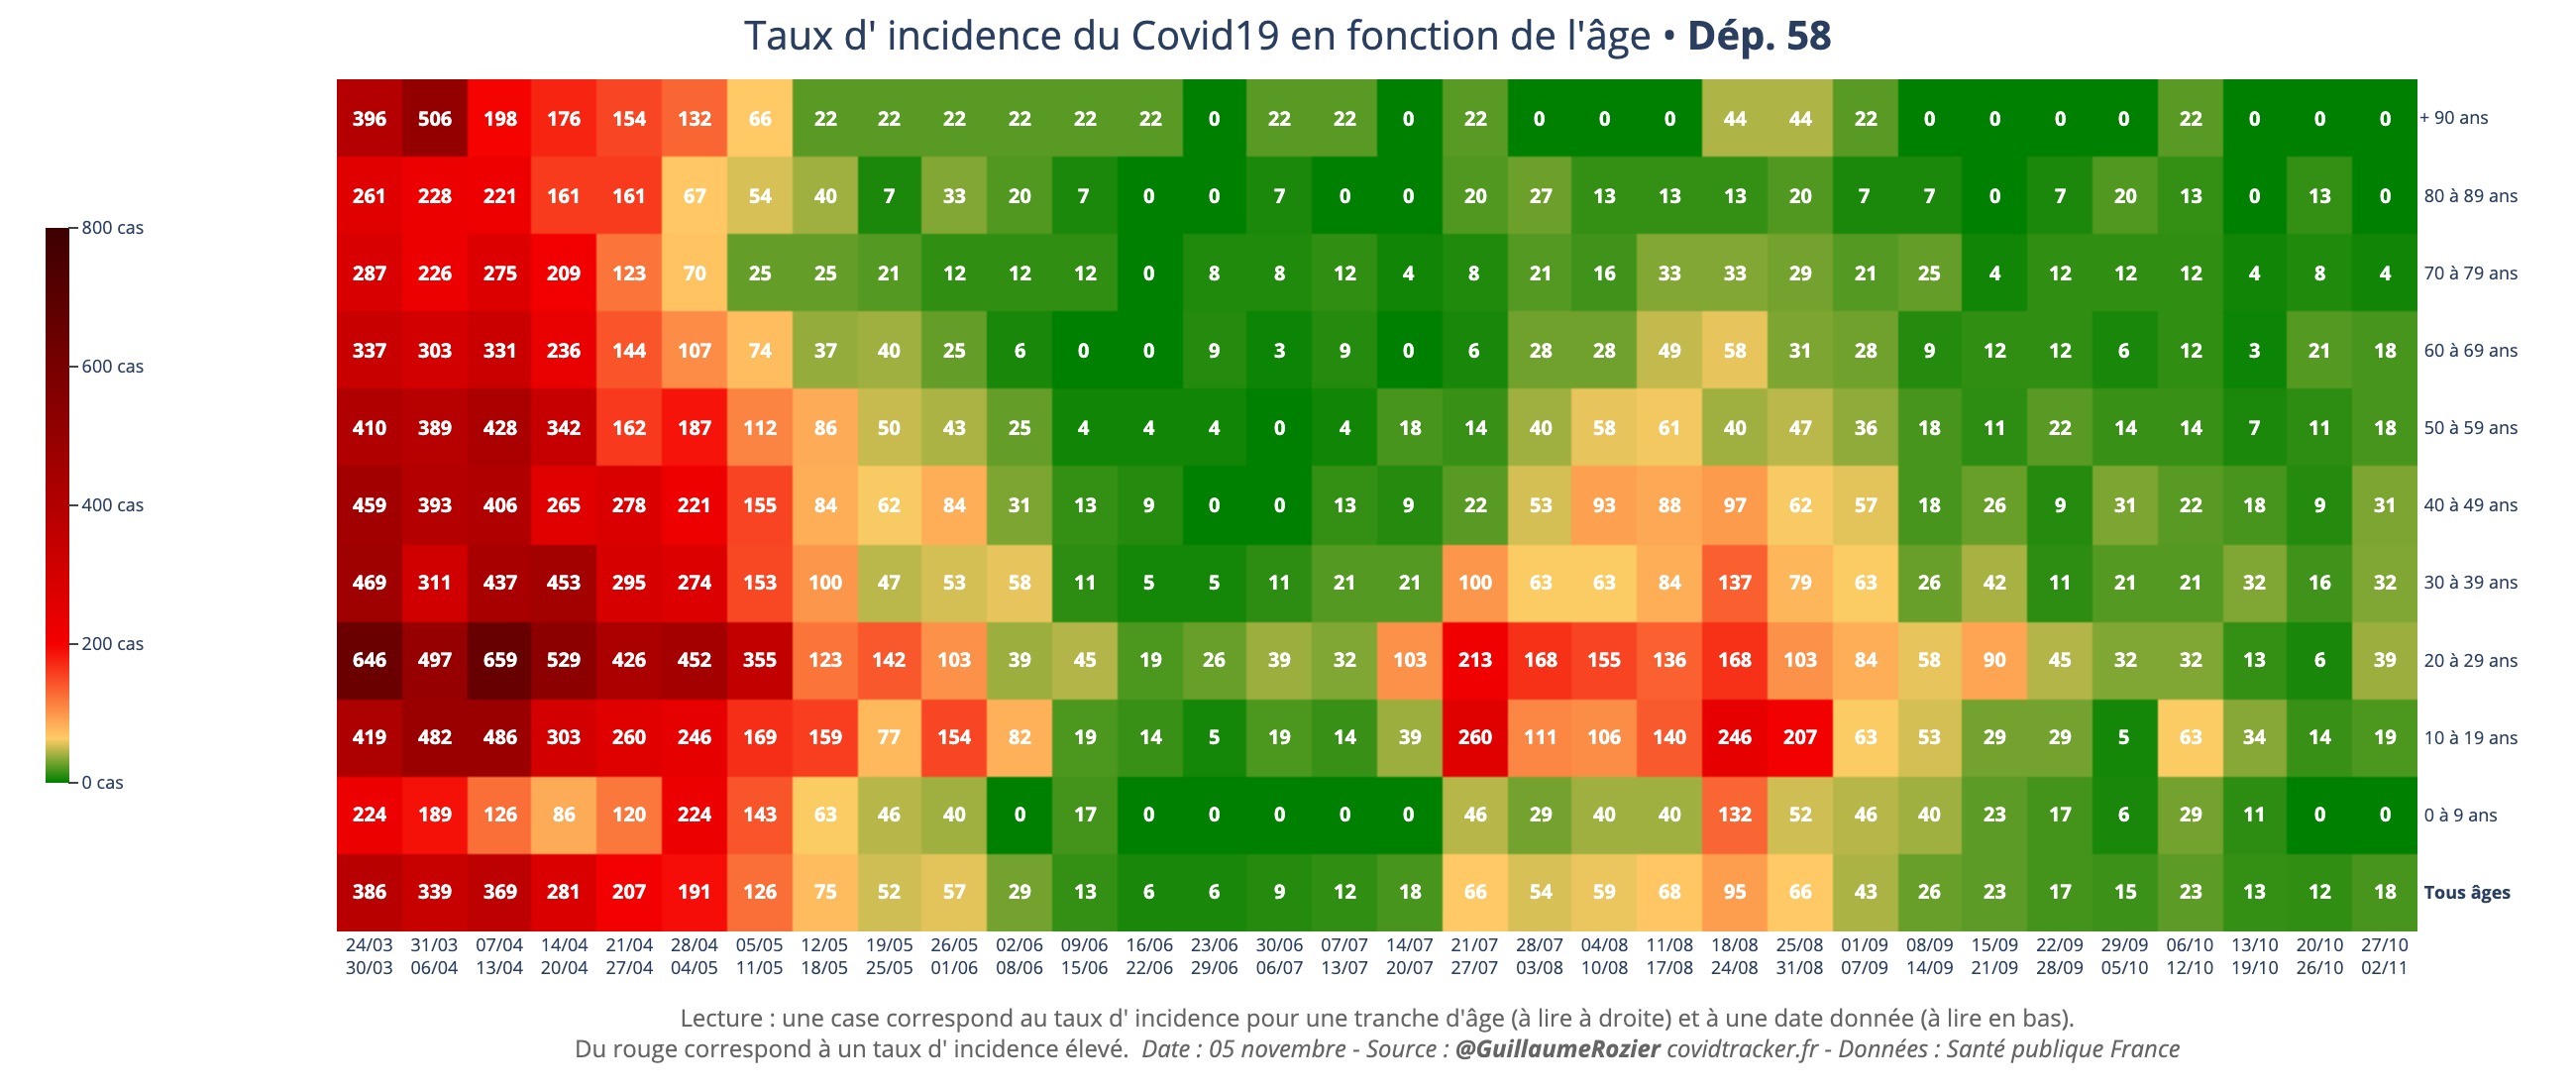 Taux d' incidence du Covid19 en fonction de l'âge • Dép. 58
800 cas
600 cas
400 cas
200 cas
0 cas
396 506 198 176 154 132 66 22 22 22 22 22 22 0 22 22 0 22 0 0 0 44 44 22 0 0 0 0 22 0 0 0 + 90 ans
261 228 221 161 161 67 54 40 7 33 20 7 0 0 7 0 0 20 27 13 13 13 20 7 7 0 7 20 13 0 13 0 80 à 89 ans
287 226 275 209 123 70 25 25 21 12 12 12 0 8 8 12 4 8 21 16 33 33 29 21 25 4 12 12 12 4 8 4 70 à 79 ans
337 303 331 236 144 107 74 37 40 25 6 0 0 9 3 9 0 6 28 28 49 58 31 28 9 12 12 6 12 3 21 18 60 à 69 ans
410 389 428 342 162 187 112 86 50 43 25 4 4 4 0 4 18 14 40 58 61 40 47 36 18 11 22 14 14 7 11 18 50 à 59 ans
459 393 406 265 278 221 155 84 62 84 31 13 9 0 0 13 9 22 53 93 88 97 62 57 18 26 9 31 22 18 9 31 40 à 49 ans
469 311 437 453 295 274 153 100 47 53 58 11 5 5 11 21 21 100 63 63 84 137 79 63 26 42 11 21 21 32 16 32 30 à 39 ans
646 497 659 529 426 452 355 123 142 103 39 45 19 26 39 32 103 213 168 155 136 168 103 84 58 90 45 32 32 13 6 39 20 à 29 ans
419 482 486 303 260 246 169 159 77 154 82 19 14 5 19 14 39 260 111 106 140 246 207 63 53 29 29 5 63 34 14 19 10 à 19 ans
224 189 126 86 120 224 143 63 46 40 0 17 0 0 0 0 0 46 29 40 40 132 52 46 40 23 17 6 29 11 0 0 0 à 9 ans
386 339 369 281 207 191 126 75 52 57 29 13 6 6 9 12 18 66 54 59 68 95 66 43 26 23 17 15 23 13 12 18 Tous âges
24/03 31/03 07/04 14/04 21/04 28/04 05/05 12/05 19/05 26/05 02/06 09/06 16/06 23/06 30/06 07/07 14/07 21/07 28/07 04/08 11/08 18/08 25/08 01/09 08/09 15/09 22/09 29/09 06/10 13/10 20/10 27/10
30/03 06/04 13/04 20/04 27/04 04/05 11/05 18/05 25/05 01/06 08/06 15/06 22/06 29/06 06/07 13/07 20/07 27/07 03/08 10/08 17/08 24/08 31/08 07/09 14/09 21/09 28/09 05/10 12/10 19/10 26/10 02/11
Lecture : une case correspond au taux d' incidence pour une tranche d'âge (à lire à droite) et à une date donnée (à lire en bas).
Du rouge correspond à un taux d' incidence élevé. Date : 05 novembre - Source : @GuillaumeRozier covidtracker.fr - Données : Santé publique France